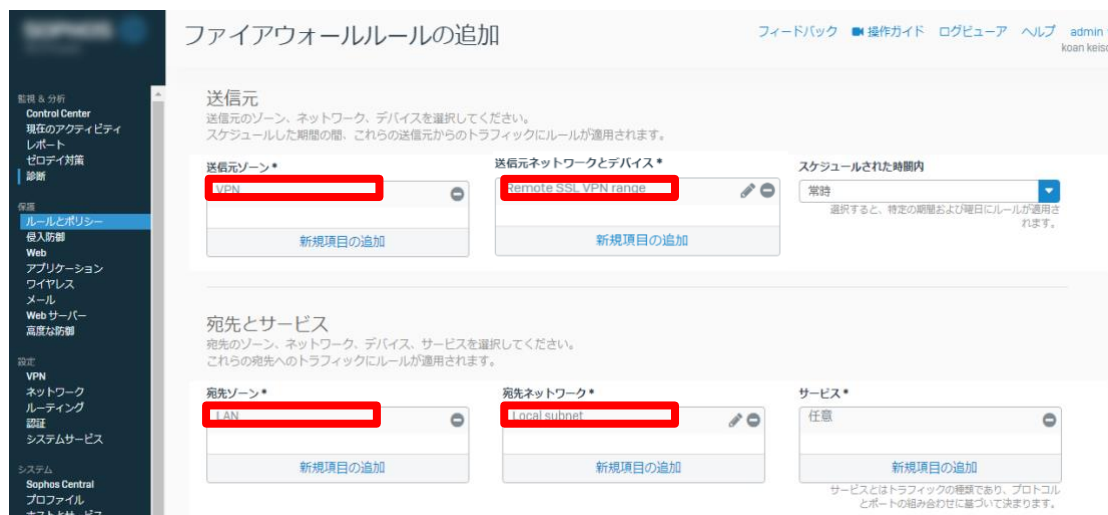 SOPHOS
ファイアウォールルールの追加
フィードバック 操作ガイド ログビューア ヘルプ admin
監視 & 分析
Control Center
現在のアクティビティ
レポート
ゼロデイ対策
診断
保護
ルールとポリシー
侵入防御
Web
アプリケーション
ワイヤレス
メール
Web サーバー
高度な防御
設定
VPN
ネットワーク
ルーティング
認証
システムサービス
システム
Sophos Central
プロファイル
ホストとサービス
送信元
送信元のゾーン、ネットワーク、デバイスを選択してください。
スケジュールした期間の間、これらの送信元からのトラフィックにルールが適用されます。
送信元ゾーン*
VPN
新規項目の追加
送信元ネットワークとデバイス*
Remote SSL VPN range
新規項目の追加
スケジュールされた時間内
常時
選択すると、特定の期間および曜日にルールが適用さ
れます。
宛先とサービス
宛先のゾーン、ネットワーク、デバイス、サービスを選択してください。
これらの宛先へのトラフィックにルールが適用されます。
宛先ゾーン*
LAN
新規項目の追加
宛先ネットワーク*
Local subnet
新規項目の追加
サービス*
任意
新規項目の追加
サービスとはトラフィックの種類であり、プロトコル
とポートの組み合わせに基づいて決まります。